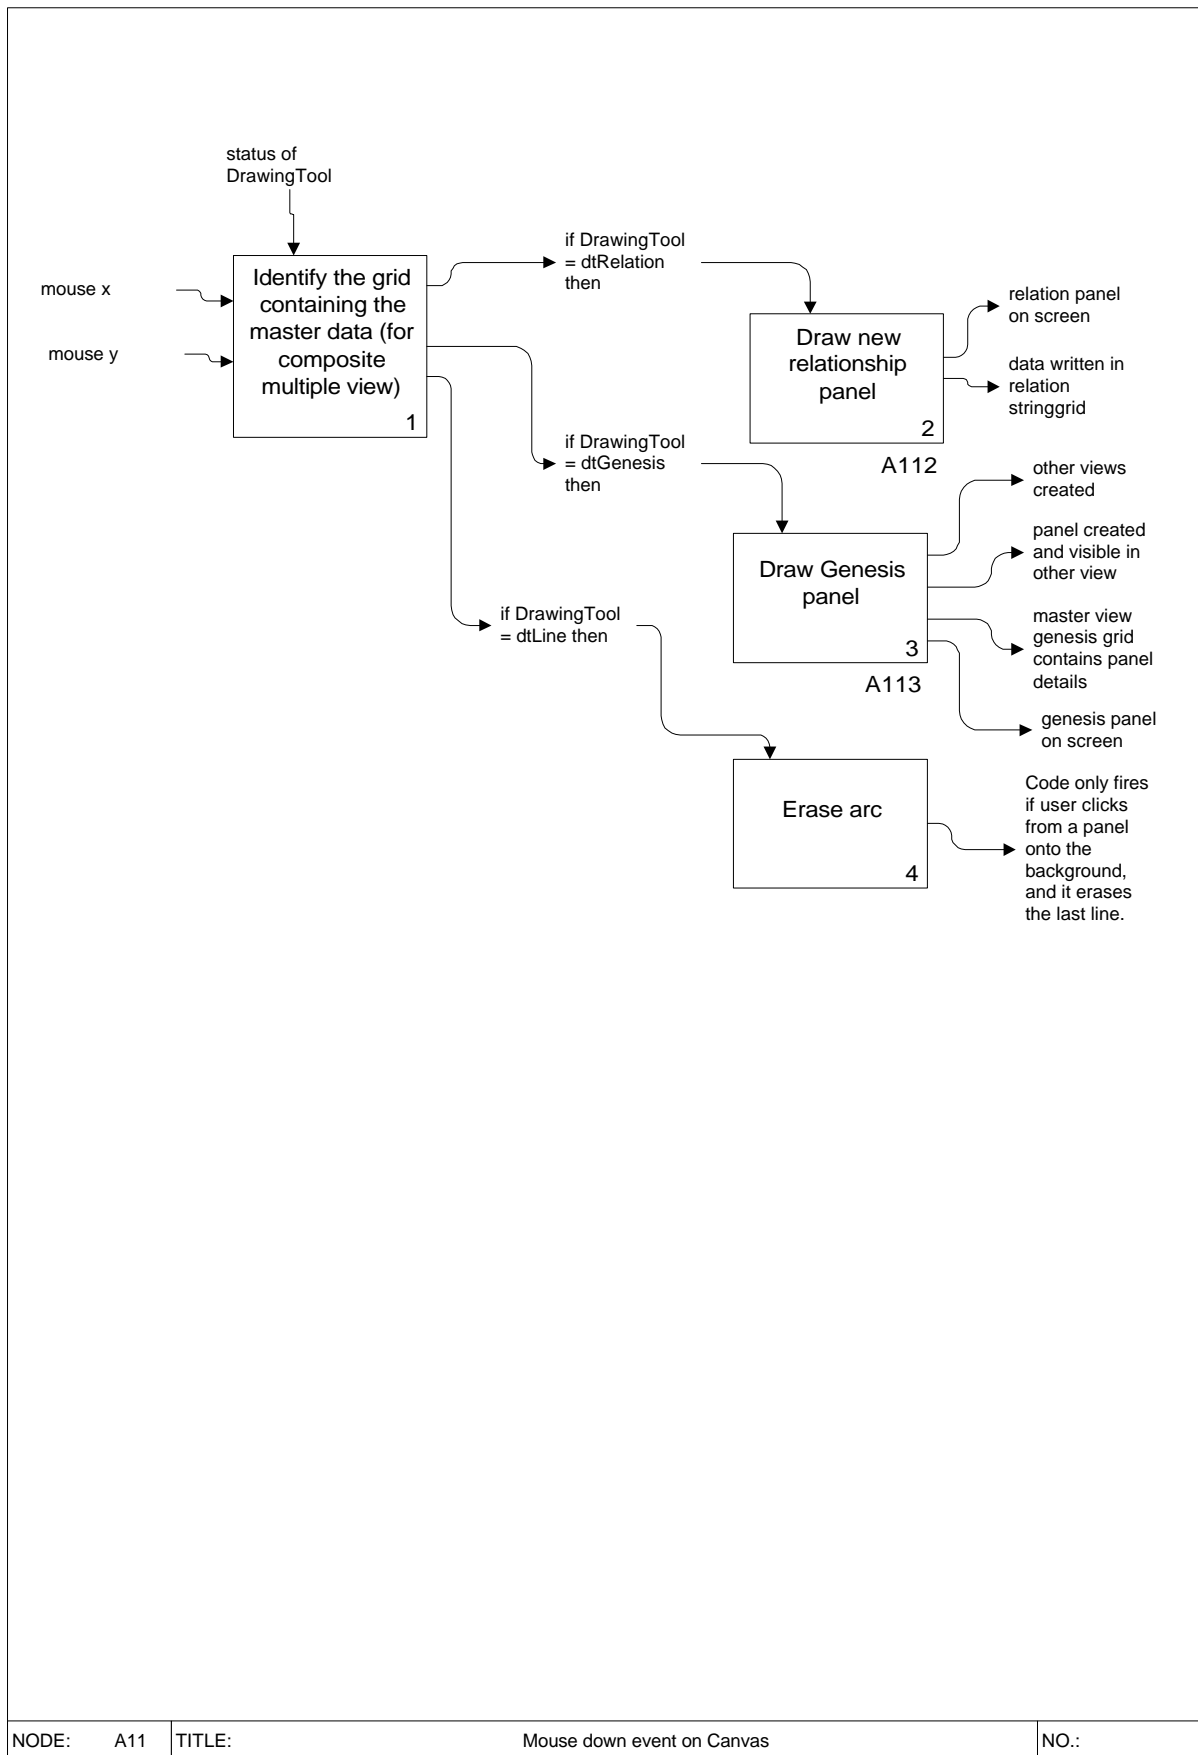 status of
DrawingTool
mouse x
mouse y
Identify the grid
containing the
master data (for
composite
multiple view)
1
if DrawingTool
= dtRelation
then
Draw new
relationship
panel
2
A112
relation panel
on screen
data written in
relation
stringgrid
if DrawingTool
= dtGenesis
then
Draw Genesis
panel
3
A113
other views
created
panel created
and visible in
other view
master view
genesis grid
contains panel
details
genesis panel
on screen
if DrawingTool
= dtLine then
Erase arc
4
Code only fires
if user clicks
from a panel
onto the
background,
and it erases
the last line.
NODE: A11 TITLE: Mouse down event on Canvas NO.: